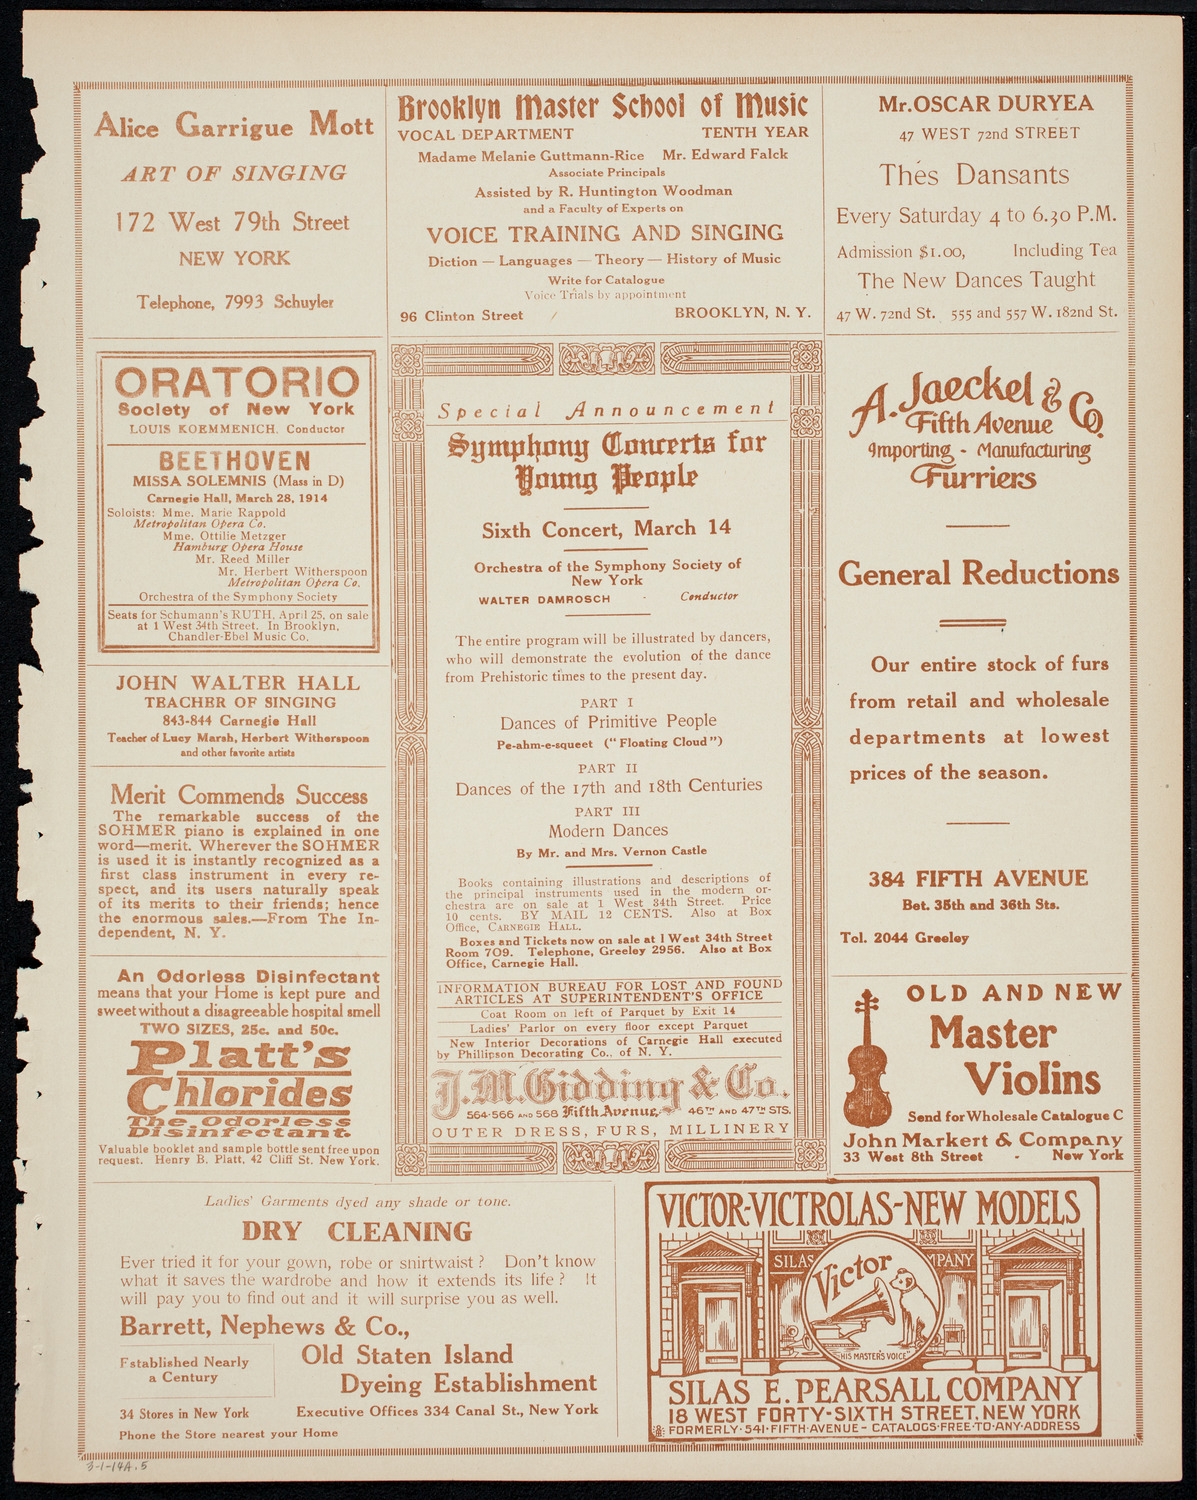 Alice Garrigue Mott
ART OF SINGING
172 West 79th Street
NEW YORK
Telephone, 7993 Schuyler
Brooklyn Master School of Music
VOCAL DEPARTMENT TENTH YEAR
Madame Melanie Guttmann-Rice Mr. Edward Falck
Associate Principals
Assisted by R. Huntington Woodman
and a Faculty of Experts on
VOICE TRAINING AND SINGING
Diction — Languages — Theory — History of Music
Write for Catalogue
Voice Trials by appointment
96 Clinton Street BROOKLYN, N. Y.
Mr. OSCAR DURYEA
47 WEST 72nd STREET
Thés Dansants
Every Saturday 4 to 6.30 P.M.
Admission $1.00, Including Tea
The New Dances Taught
47 W. 72nd St. 555 and 557 W. 182nd St.
ORATORIO
Society of New York
LOUIS KOEMMENICH. Conductor
BEETHOVEN
MISSA SOLEMNIS (Mass in D)
Carnegie Hall, March 28, 1914
Soloists: Mme. Marie Rappold
Metropolitan Opera Co.
Mme. Ottilie Metzger
Hamburg Opera House
Mr. Reed Miller
Mr. Herbert Witherspoon
Metropolitan Opera Co.
Orchestra of the Symphony Society
Seats for Schumann's RUTH, April 25, on sale
at 1 West 34th Street. In Brooklyn,
Chandler-Ebel Music Co.
JOHN WALTER HALL
TEACHER OF SINGING
843-844 Carnegie Hall
Teacher of Lucy Marsh, Herbert Witherspoon
and other favorite artists
Merit Commends Success
The remarkable success of the
SOHMER piano is explained in one
word—merit. Wherever the SOHMER
is used it is instantly recognized as a
first class instrument in every re-
spect, and its users naturally speak
of its merits to their friends; hence
the enormous sales.—From The In-
dependent, N. Y.
An Odorless Disinfectant
means that your Home is kept pure and
sweet without a disagreeable hospital smell
TWO SIZES, 25c. and 50c.
Platt's
Chlorides
The Odorless
Disinfectant.
Valuable booklet and sample bottle sent free upon
request. Henry B. Platt, 42 Cliff St. New York.
Special Announcement
Symphony Concerts for
Young People
Sixth Concert, March 14
Orchestra of the Symphony Society of
New York
WALTER DAMROSCH - Conductor
The entire program will be illustrated by dancers,
who will demonstrate the evolution of the dance
from Prehistoric times to the present day.
PART I
Dances of Primitive People
Pe-ahm-e-squeet ("Floating Cloud")
PART II
Dances of the 17th and 18th Centuries
PART III
Modern Dances
By Mr. and Mrs. Vernon Castle
Books containing illustrations and descriptions of
the principal instruments used in the modern or-
chestra are on sale at 1 West 34th Street. Price
10 cents. BY MAIL 12 CENTS. Also at Box
Office, CARNEGIE HALL.
Boxes and Tickets now on sale at 1 West 34th Street
Room 709. Telephone, Greeley 2956. Also at Box
Office, Carnegie Hall.
INFORMATION BUREAU FOR LOST AND FOUND
ARTICLES AT SUPERINTENDENT'S OFFICE
Coat Room on left of Parquet by Exit 14
Ladies' Parlor on every floor except Parquet
New Interior Decorations of Carnegie Hall executed
by Phillipson Decorating Co., of N. Y.
J. M. Gidding & Co.
564-566 AND 568 Fifth Avenue, 46TH AND 47TH STS.
OUTER DRESS, FURS, MILLINERY
A. Jaeckel & Co.
Fifth Avenue
Importing - Manufacturing
Furriers
General Reductions
Our entire stock of furs
from retail and wholesale
departments at lowest
prices of the season.
384 FIFTH AVENUE
Bet. 35th and 36th Sts.
Tel. 2044 Greeley
OLD AND NEW
Master
Violins
Send for Wholesale Catalogue C
John Markert & Company
33 West 8th Street - New York
Ladies' Garments dyed any shade or tone.
DRY CLEANING
Ever tried it for your gown, robe or shirtwaist? Don't know
what it saves the wardrobe and how it extends its life? It
will pay you to find out and it will surprise you as well.
Barrett, Nephews & Co.,
Old Staten Island
Dyeing Establishment
Established Nearly
a Century
34 Stores in New York Executive Offices 334 Canal St., New York
Phone the Store nearest your Home
VICTOR-VICTROLAS-NEW MODELS
SILAS MPANY
Victor
"HIS MASTER'S VOICE"
SILAS E. PEARSALL COMPANY
18 WEST FORTY-SIXTH STREET, NEW YORK
FORMERLY·541·FIFTH·AVENUE - CATALOGS·FREE·TO·ANY·ADDRESS
3-1-14A.5